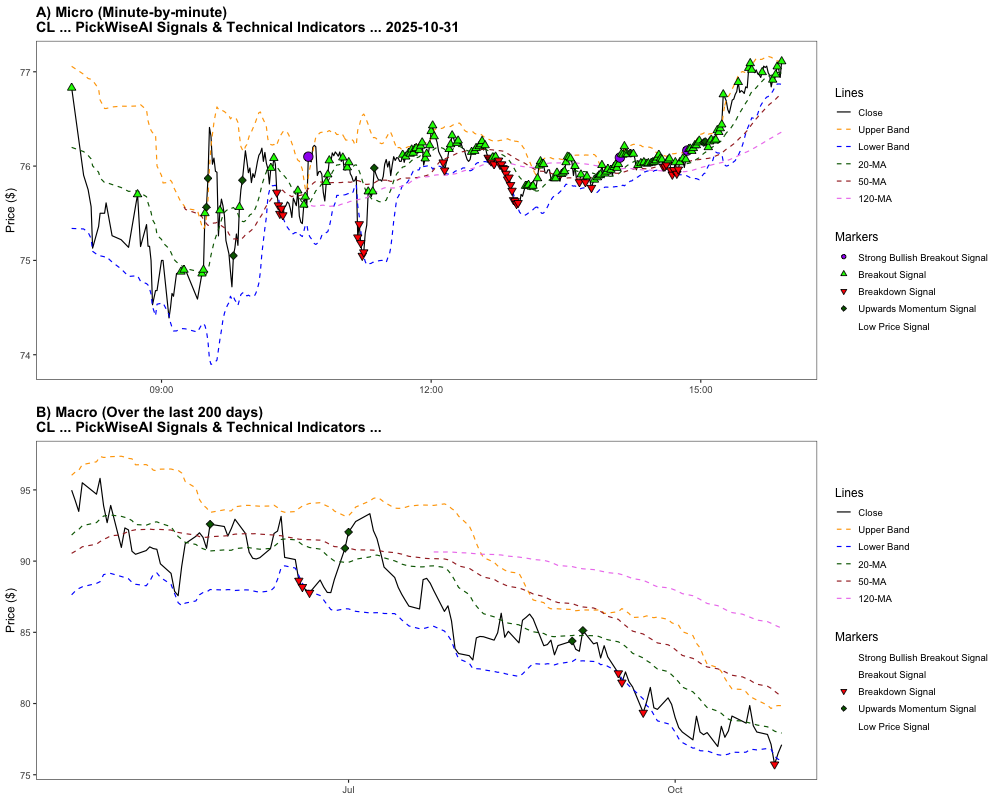 A) Micro (Minute-by-minute)
CL ... PickWiseAI Signals & Technical Indicators ... 2025-10-31
Price ($)
77
76
75
74
09:00
12:00
15:00
Lines
Close
Upper Band
Lower Band
20-MA
50-MA
120-MA
Markers
Strong Bullish Breakout Signal
Breakout Signal
Breakdown Signal
Upwards Momentum Signal
Low Price Signal
B) Macro (Over the last 200 days)
CL ... PickWiseAI Signals & Technical Indicators ...
Price ($)
95
90
85
80
75
Jul
Oct
Lines
Close
Upper Band
Lower Band
20-MA
50-MA
120-MA
Markers
Strong Bullish Breakout Signal
Breakout Signal
Breakdown Signal
Upwards Momentum Signal
Low Price Signal